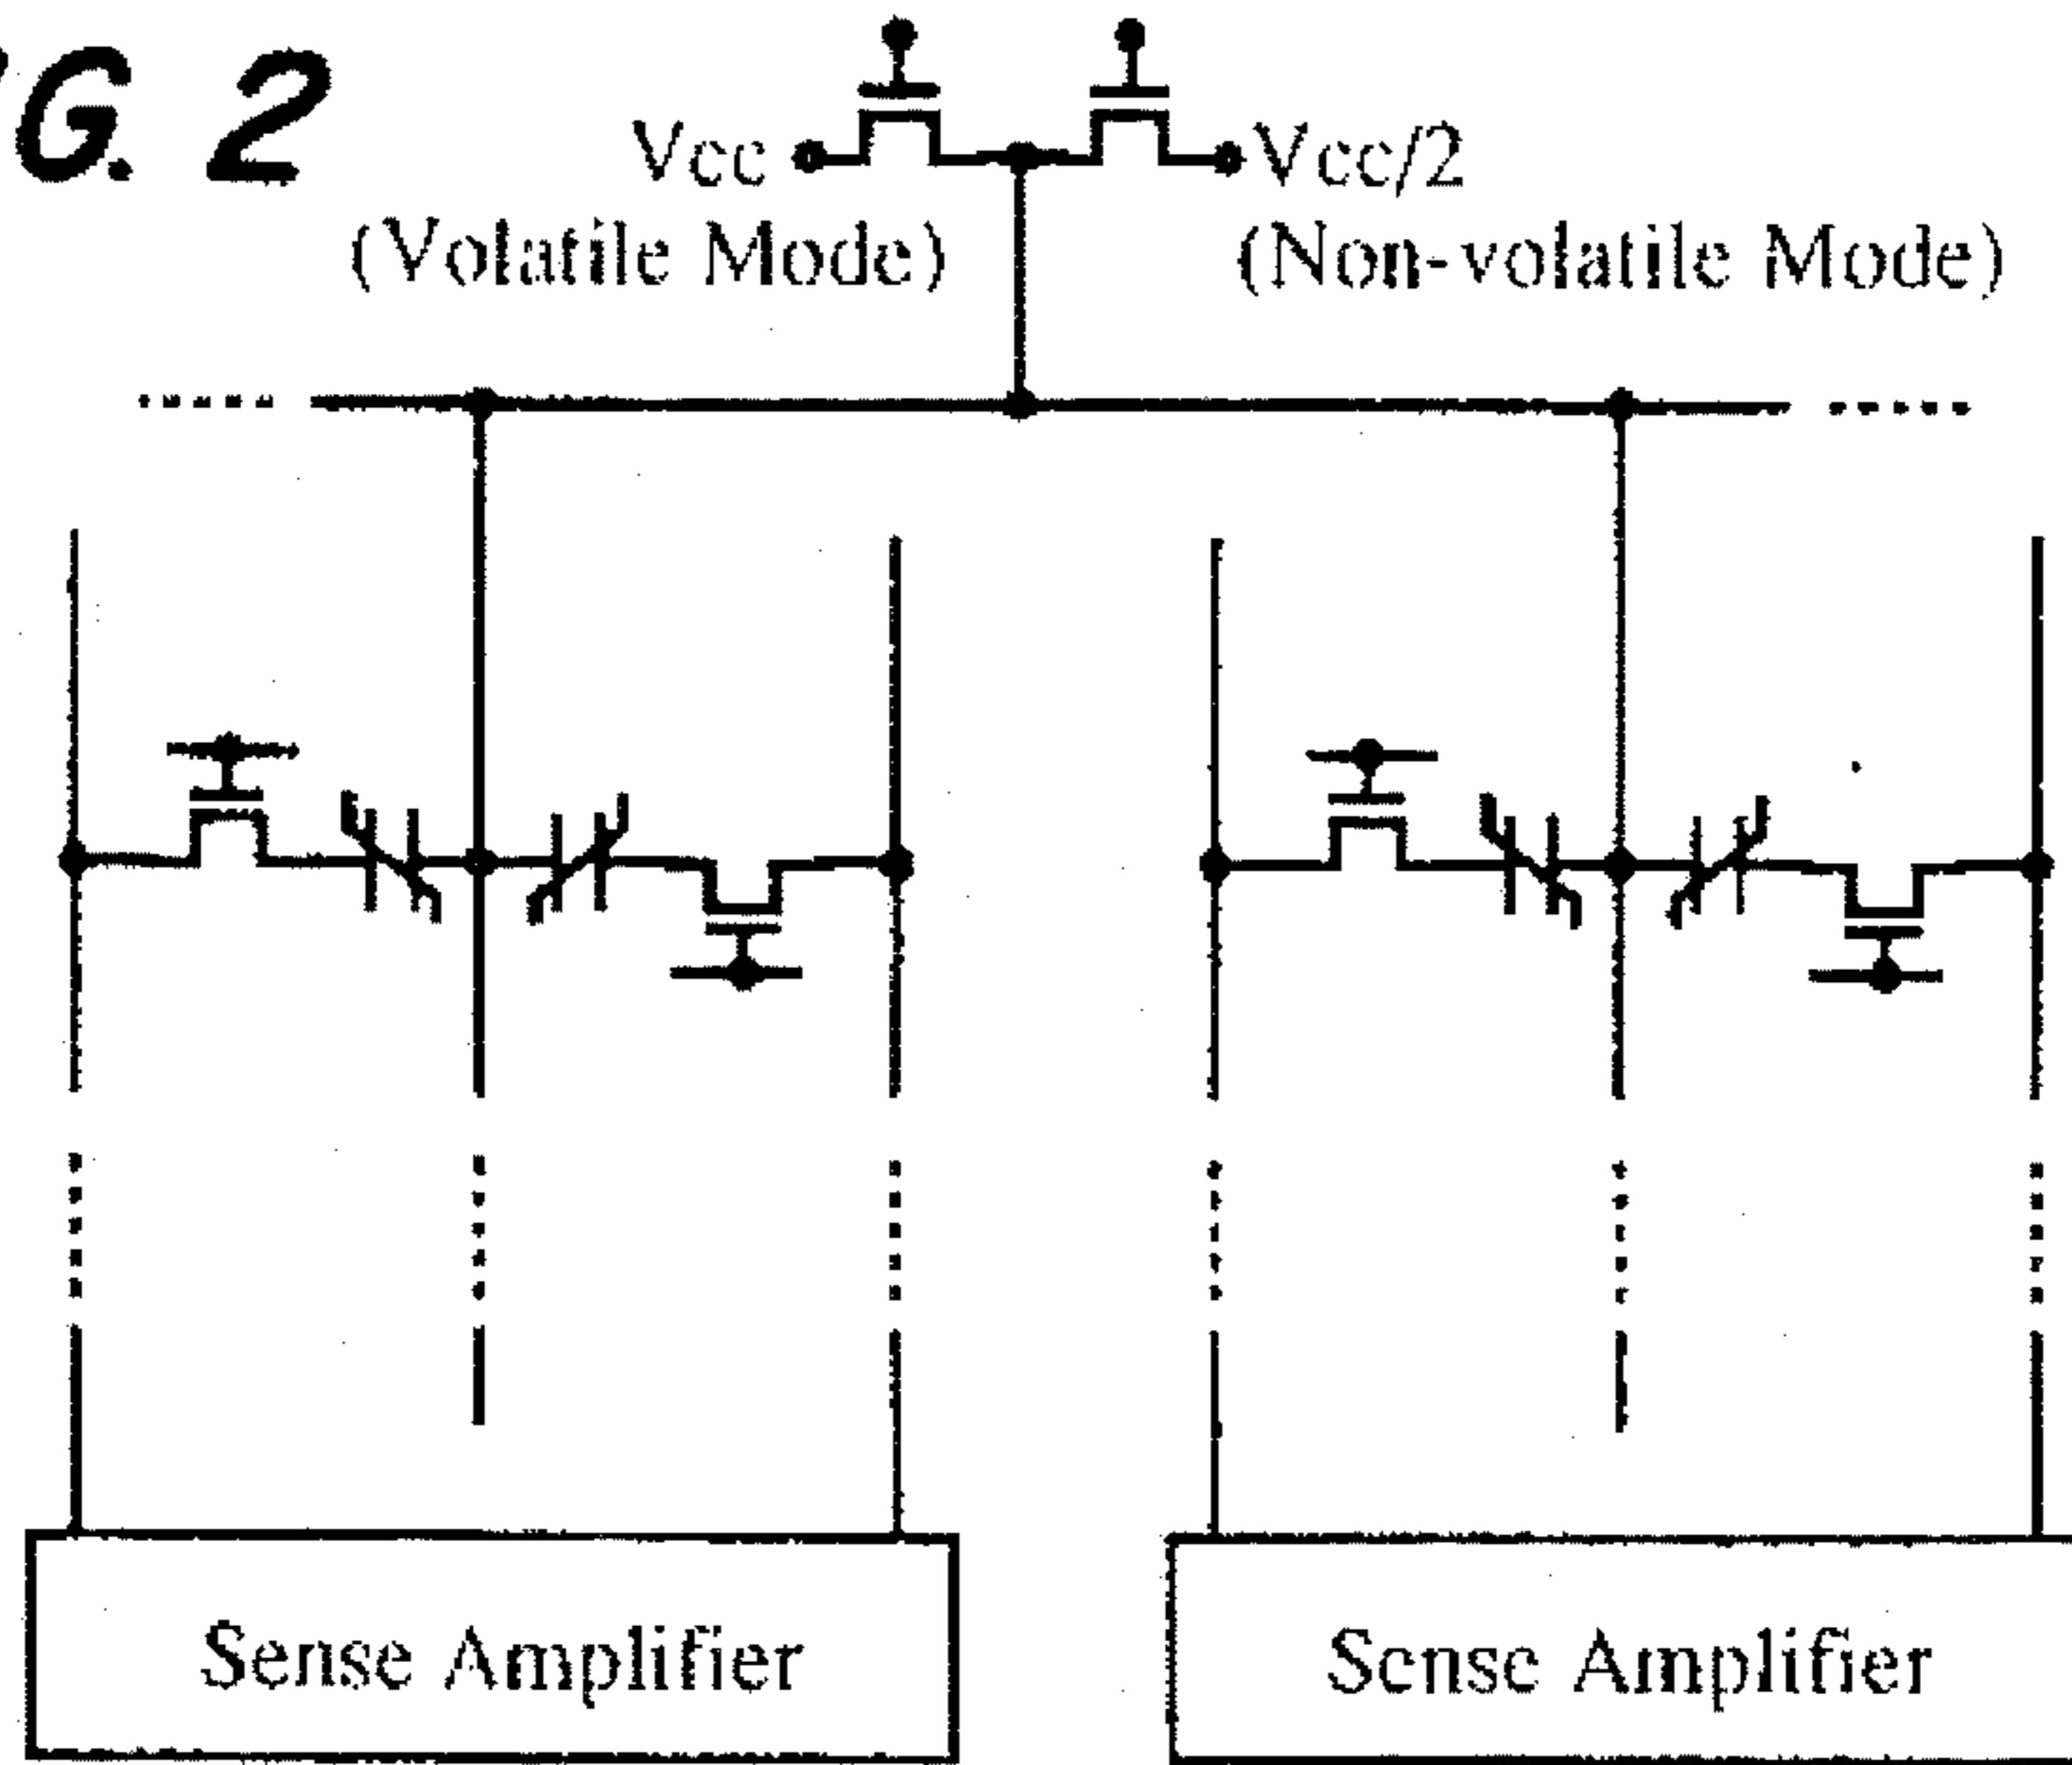 G. 2
Vcc
Vcc/2
(Volatile Mode)
(Non-volatile Mode)
Sense Amplifier
Sense Amplifier